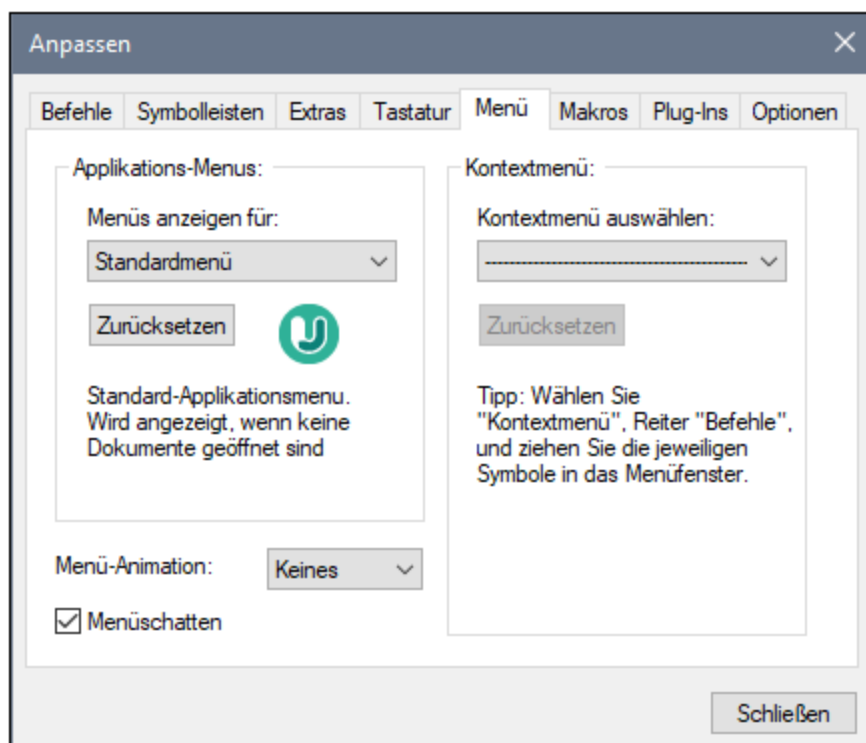 Anpassen
Befehle Symbolleisten Extras Tastatur Menü Makros Plug-Ins Optionen
Applikations-Menus:
Menüs anzeigen für:
Standardmenü
Zurücksetzen
Standard-Applikationsmenu.
Wird angezeigt, wenn keine
Dokumente geöffnet sind
Kontextmenü:
Kontextmenü auswählen:
Zurücksetzen
Tipp: Wählen Sie
"Kontextmenü", Reiter "Befehle",
und ziehen Sie die jeweiligen
Symbole in das Menüfenster.
Menü-Animation: Keines
Menüschatten
Schließen